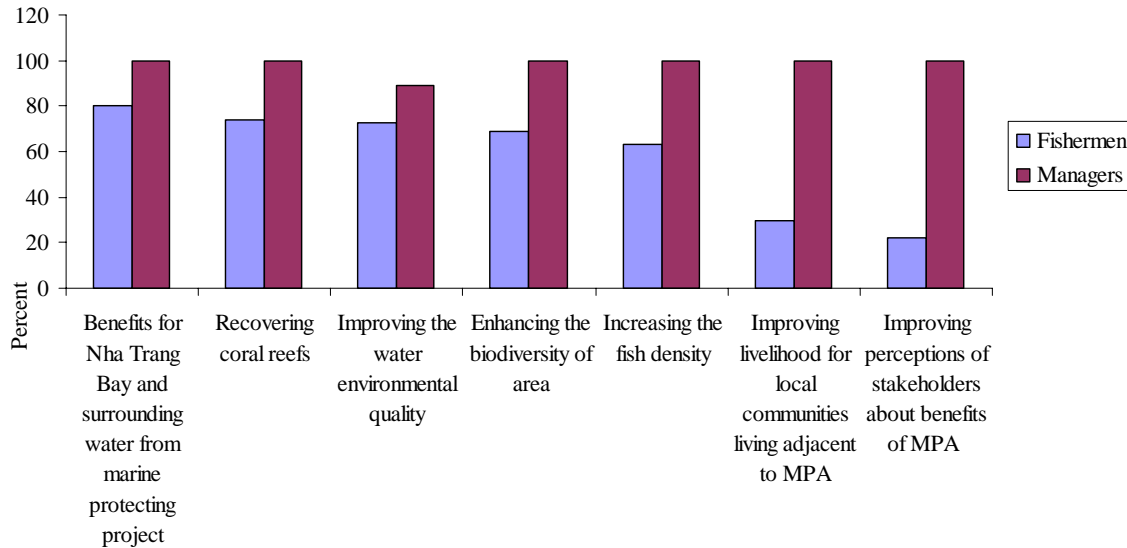 120
100
80
60
40
20
0
Percent
Fishermen
Managers
Benefits for
Nha Trang
Bay and
surrounding
water from
marine
protecting
project
Recovering
coral reefs
Improving the
water
environmental
quality
Enhancing the
biodiversity of
area
Increasing the
fish density
Improving
livelihood for
local
communities
living adjacent
to MPA
Improving
perceptions of
stakeholders
about benefits
of MPA